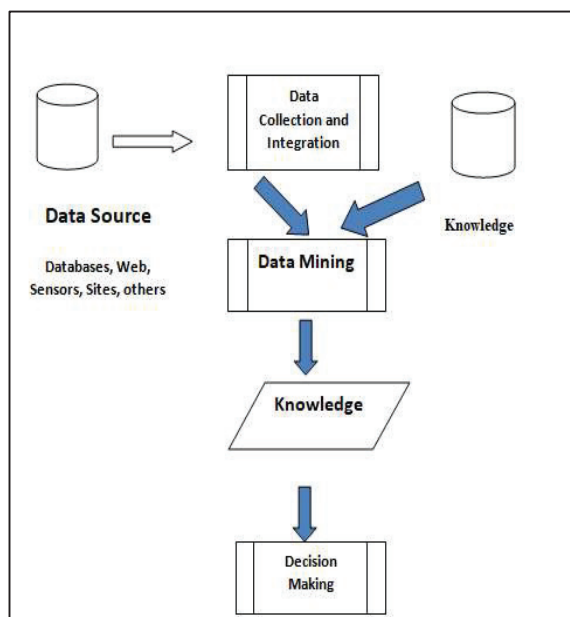 Data
Collection and
Integration
Data Source
Databases, Web,
Sensors, Sites, others
Knowledge
Data Mining
Knowledge
Decision
Making